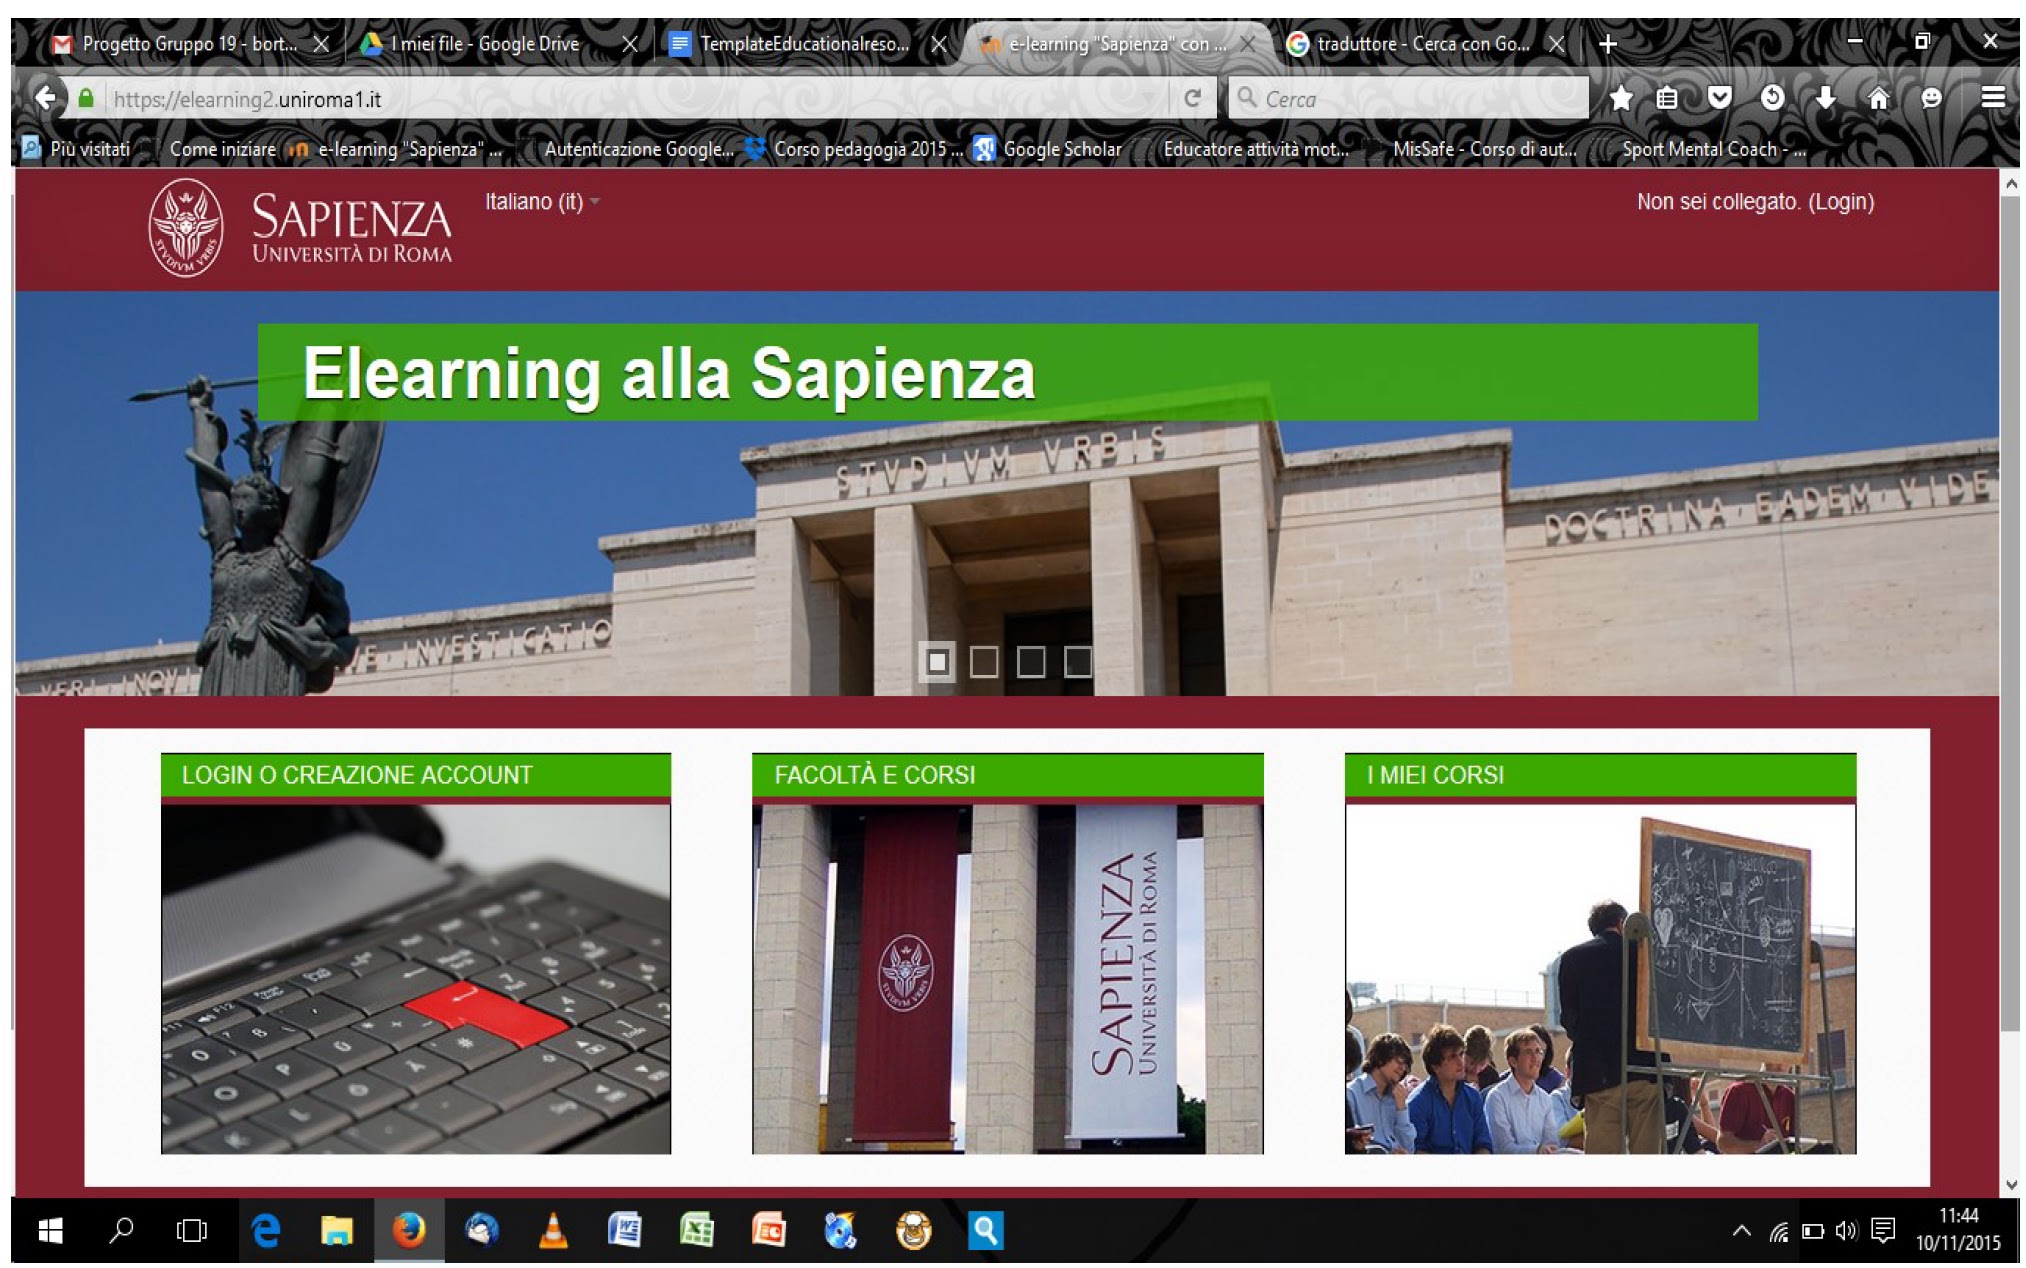 Progetto Gruppo 19 - bort...
I miei file - Google Drive
TemplateEducationalreso...
e-learning "Sapienza" con ...
traduttore - Cerca con Go...
https://elearning2.uniroma1.it
Cerca
Più visitati
Come iniziare
e-learning "Sapienza" ...
Autenticazione Google...
Corso pedagogia 2015 ...
Google Scholar
Educatore attività mot...
MisSafe - Corso di aut...
Sport Mental Coach - ...
SAPIENZA
UNIVERSITÀ DI ROMA
STVDIVM VRBIS
Italiano (it)
Non sei collegato. (Login)
Elearning alla Sapienza
STVDIVM VRBIS
DOCTRINA EADEM VIDE
INVESTIGATIO
LOGIN O CREAZIONE ACCOUNT
FACOLTÀ E CORSI
I MIEI CORSI
SAPIENZA
UNIVERSITÀ DI ROMA
11:44
10/11/2015